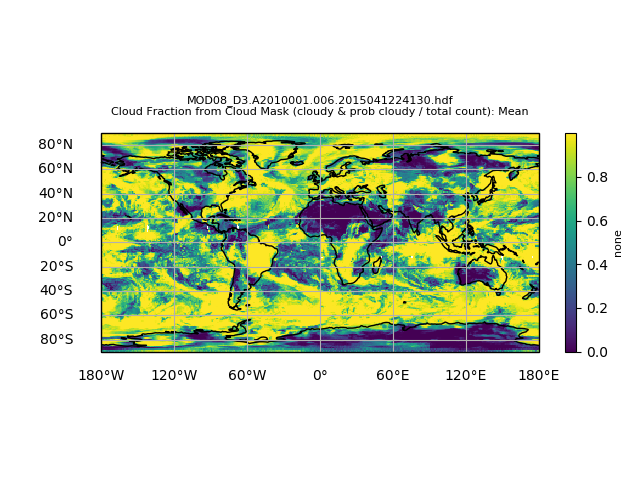 MOD08_D3.A2010001.006.2015041224130.hdf
Cloud Fraction from Cloud Mask (cloudy & prob cloudy / total count): Mean
80°N
60°N
40°N
20°N
0°
20°S
40°S
60°S
80°S
180°W 120°W 60°W 0° 60°E 120°E 180°E
0.8
0.6
0.4
0.2
0.0
none